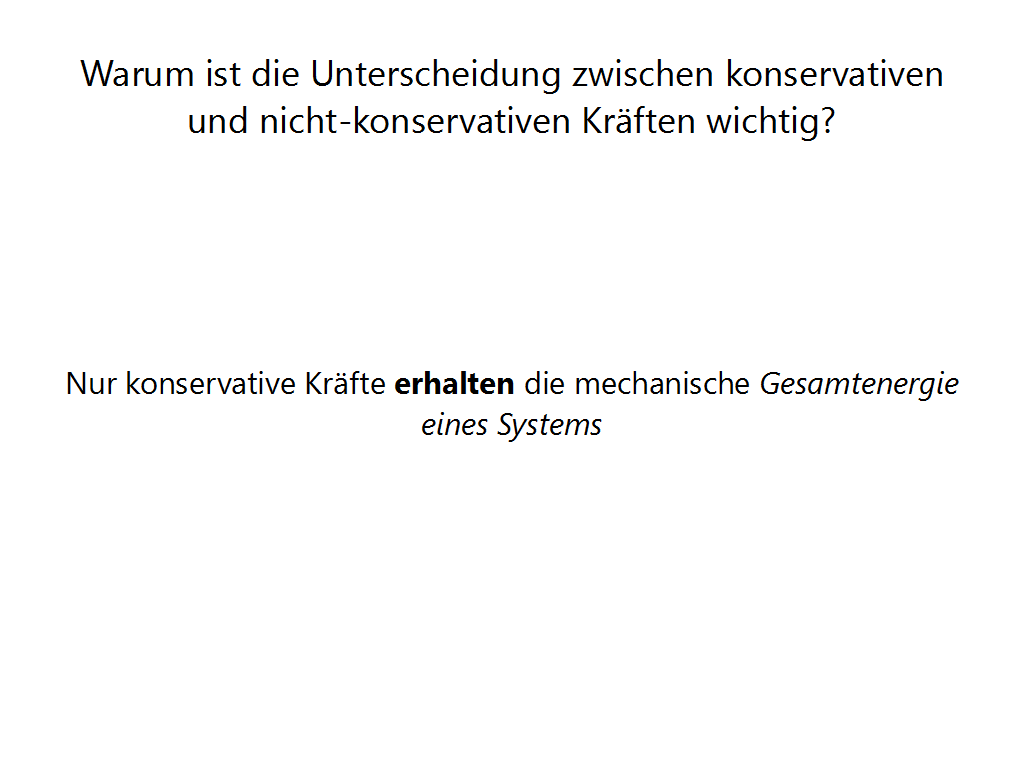 Warum ist die Unterscheidung zwischen konservativen
und nicht-konservativen Kräften wichtig?
Nur konservative Kräfte erhalten die mechanische Gesamtenergie
eines Systems